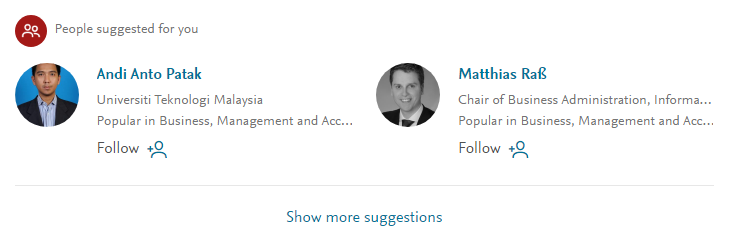 People suggested for you
Andi Anto Patak
Universiti Teknologi Malaysia
Popular in Business, Management and Acc...
Follow
Matthias Raß
Chair of Business Administration, Informa...
Popular in Business, Management and Acc...
Follow
Show more suggestions